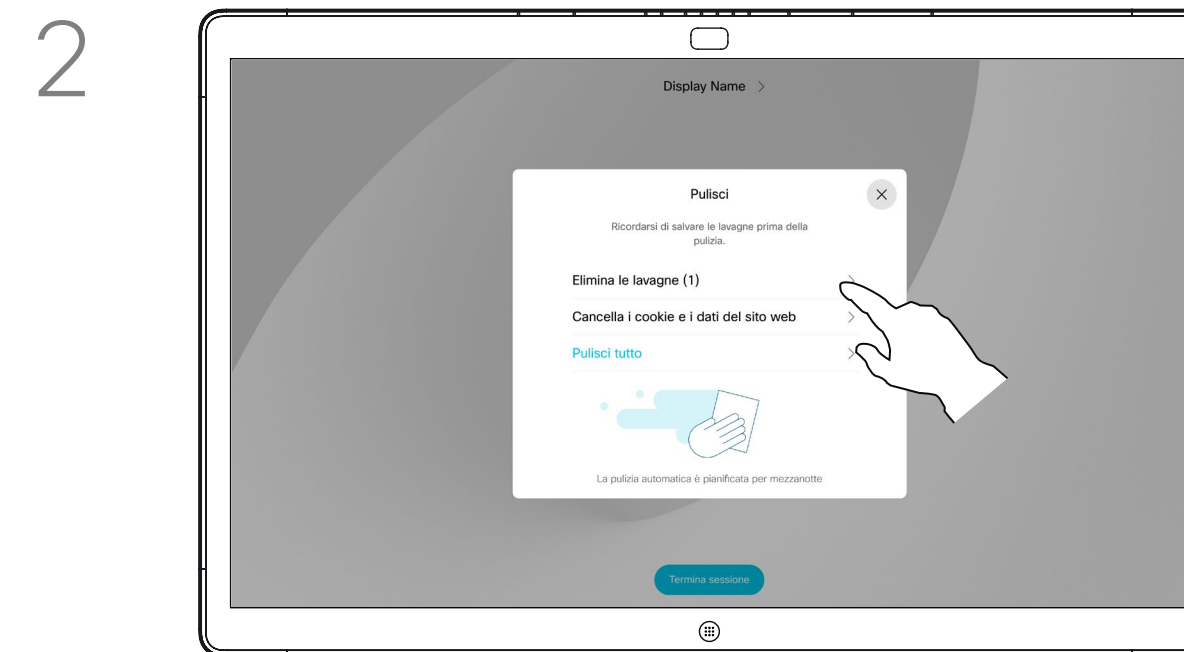 2
Display Name
Pulisci
Ricordarsi di salvare le lavagne prima della
pulizia.
Elimina le lavagne (1)
Cancella i cookie e i dati del sito web
Pulisci tutto
La pulizia automatica è pianificata per mezzanotte
Termina sessione